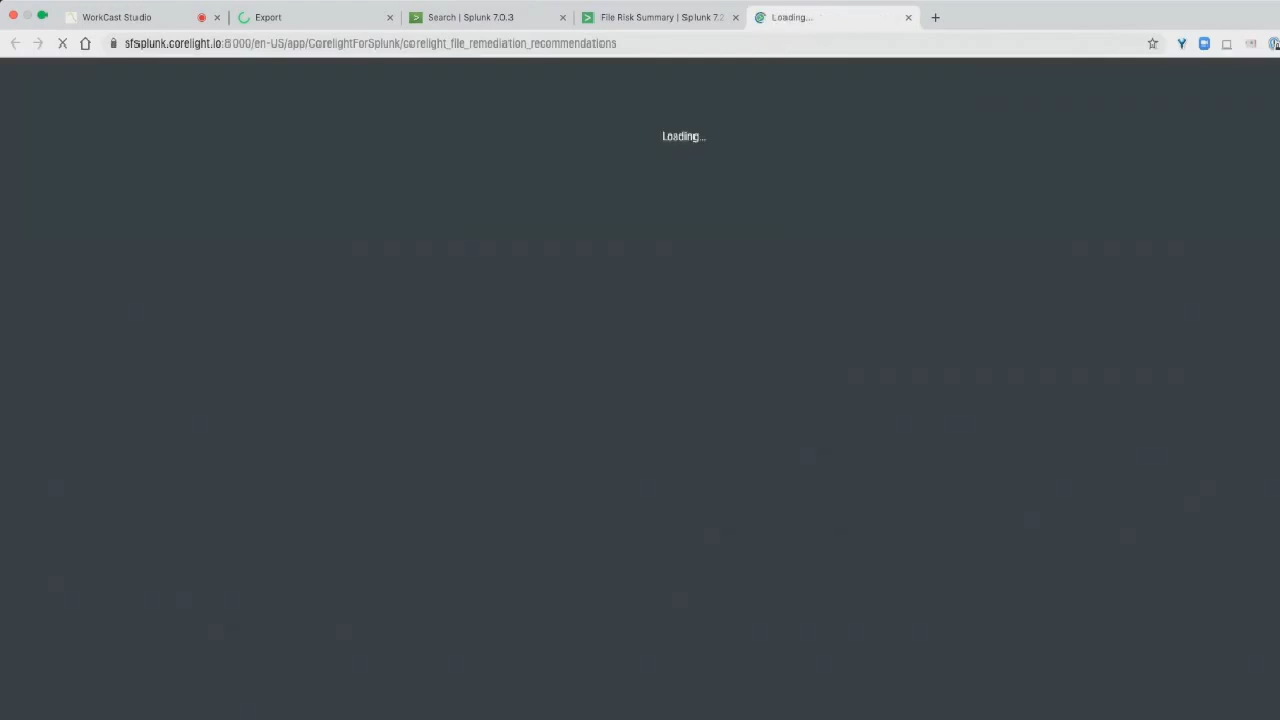 WorkCast Studio
Export
Search | Splunk 7.0.3
File Risk Summary | Splunk 7.2
Loading...
sfsplunk.corelight.io:8000/en-US/app/CorelightForSplunk/corelight_file_remediation_recommendations
Loading...